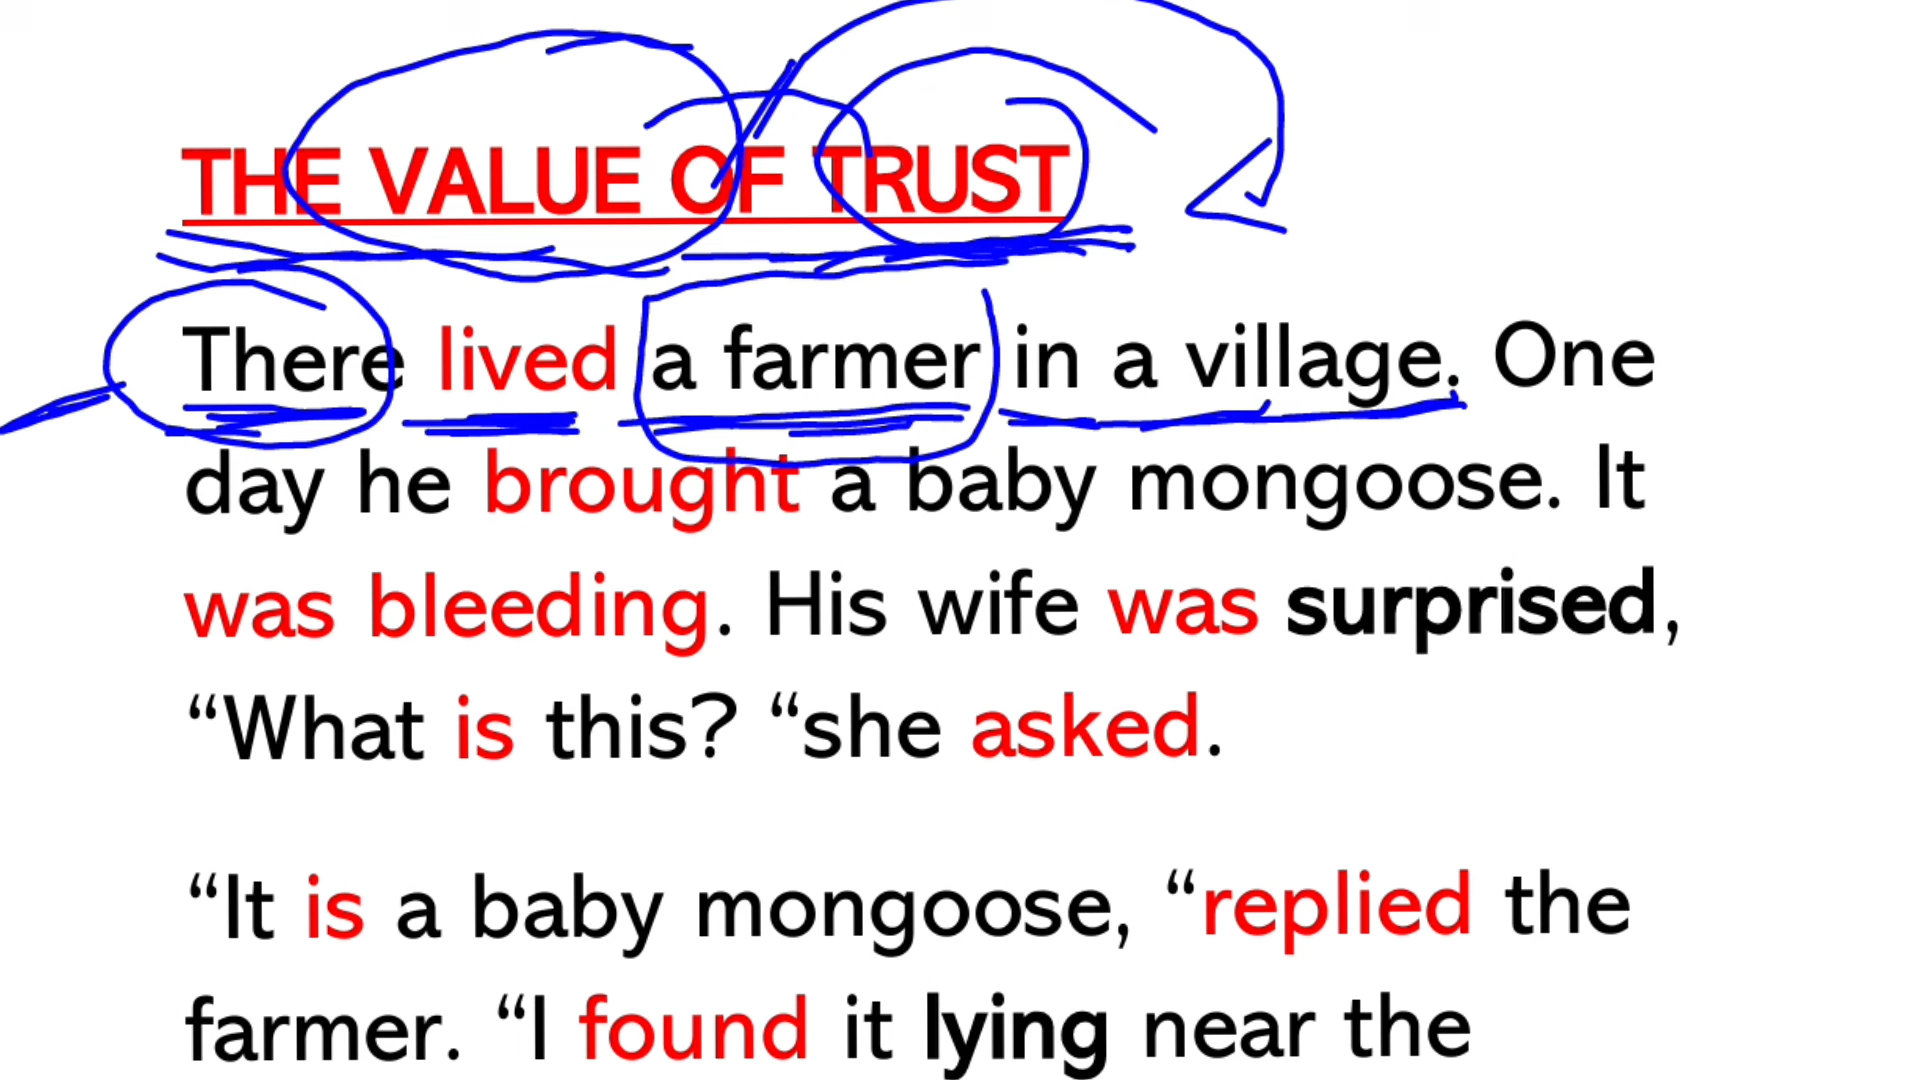 THE VALUE OF TRUST
There lived a farmer in a village. One
day he brought a baby mongoose. It
was bleeding. His wife was surprised,
“What is this? “she asked.
“It is a baby mongoose, “replied the
farmer. “I found it lying near the